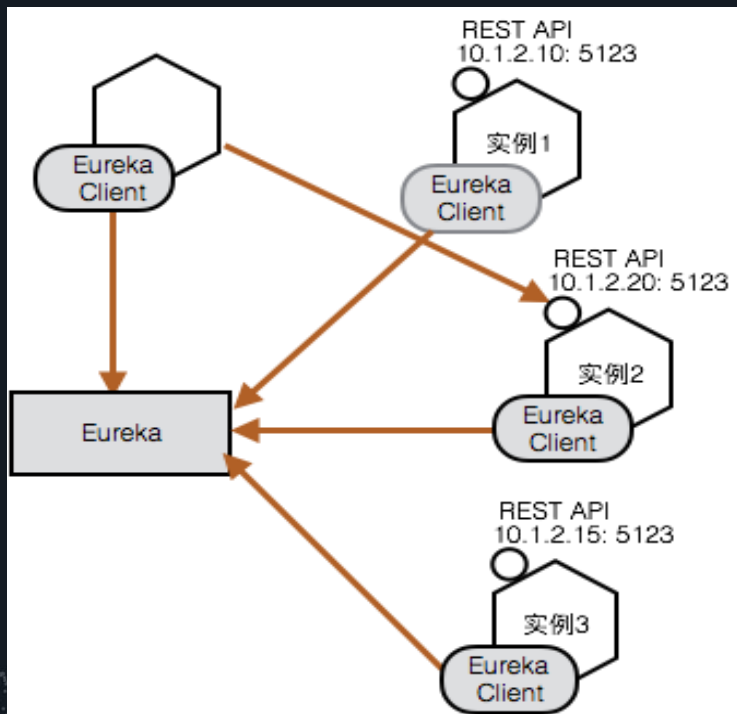 REST API
10.1.2.10: 5123
实例1
Eureka
Client
Eureka
Client
REST API
10.1.2.20: 5123
实例2
Eureka
Client
Eureka
REST API
10.1.2.15: 5123
实例3
Eureka
Client